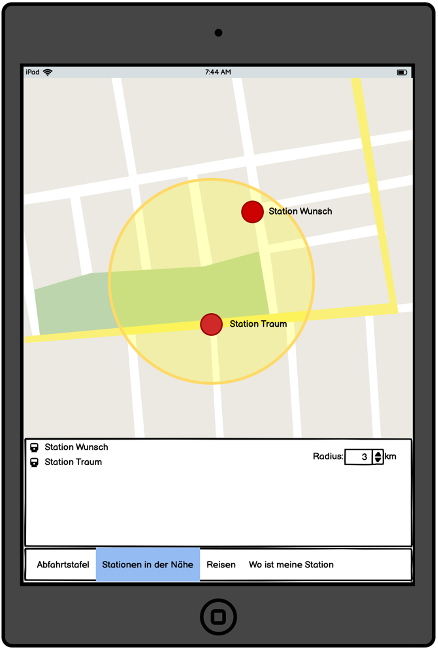 iPad 7:44 AM
Station Wunsch
Station Traum
Station Wunsch
Station Traum
Radius: 3 km
Abfahrtstafel Stationen in der Nähe Reisen Wo ist meine Station